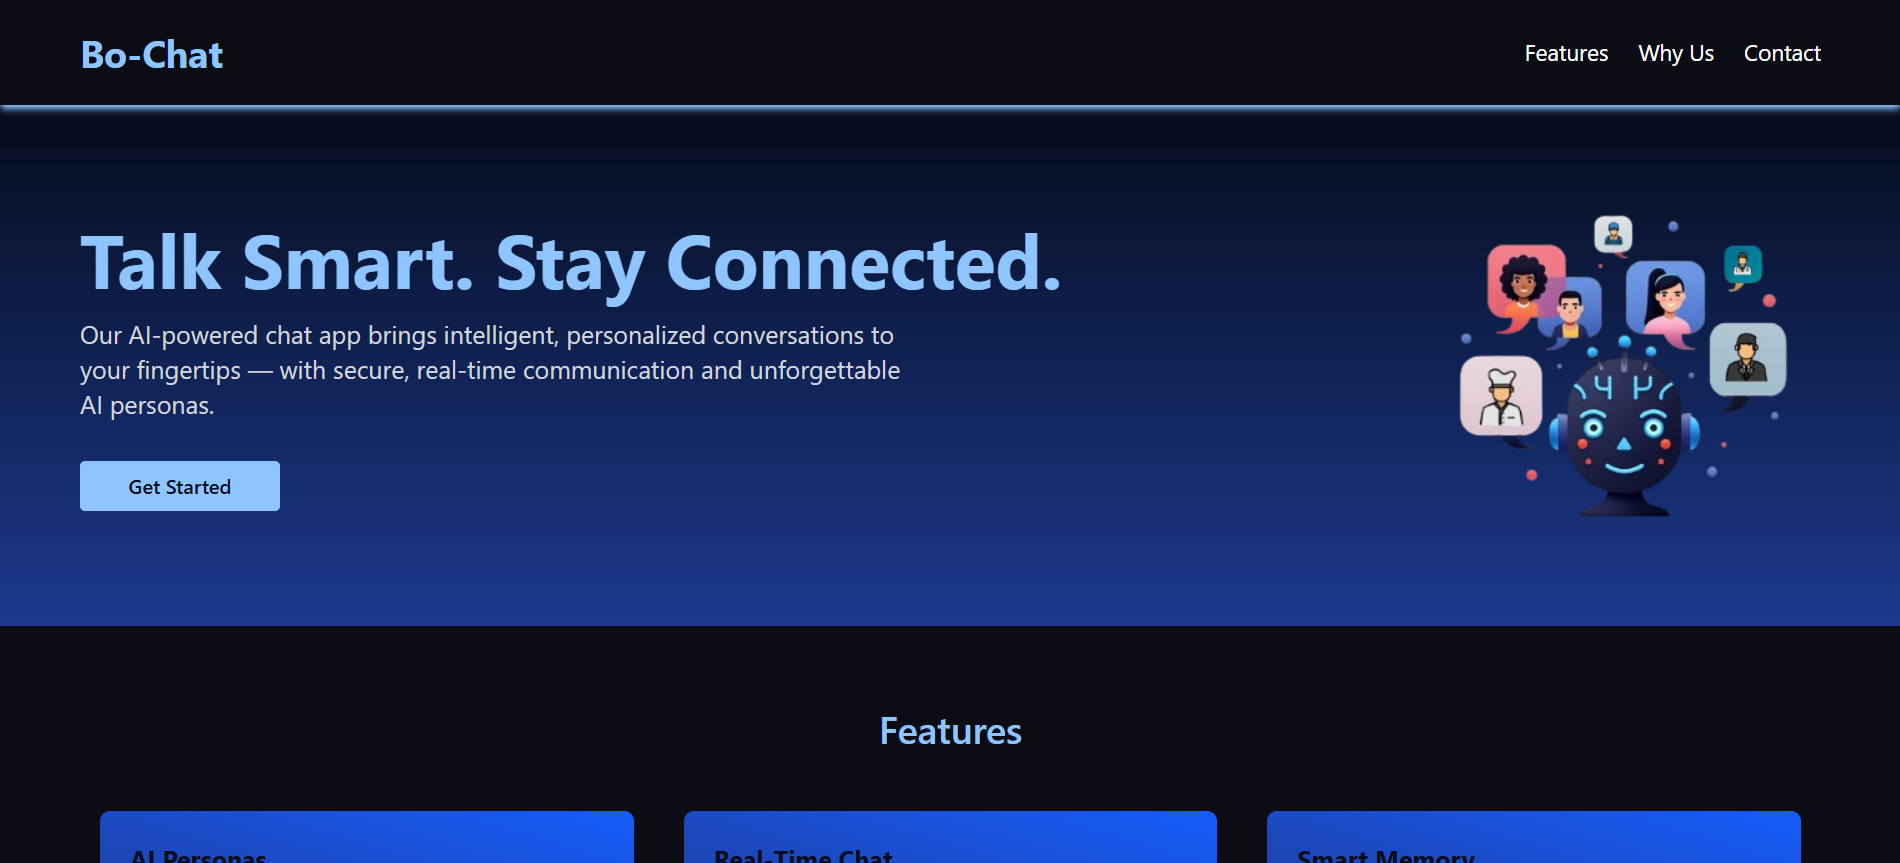 Bo-Chat
Features
Why Us
Contact
Talk Smart. Stay Connected.
Our AI-powered chat app brings intelligent, personalized conversations to
your fingertips — with secure, real-time communication and unforgettable
AI personas.
Get Started
Features
AI Personas
Real-Time Chat
Smart Memory